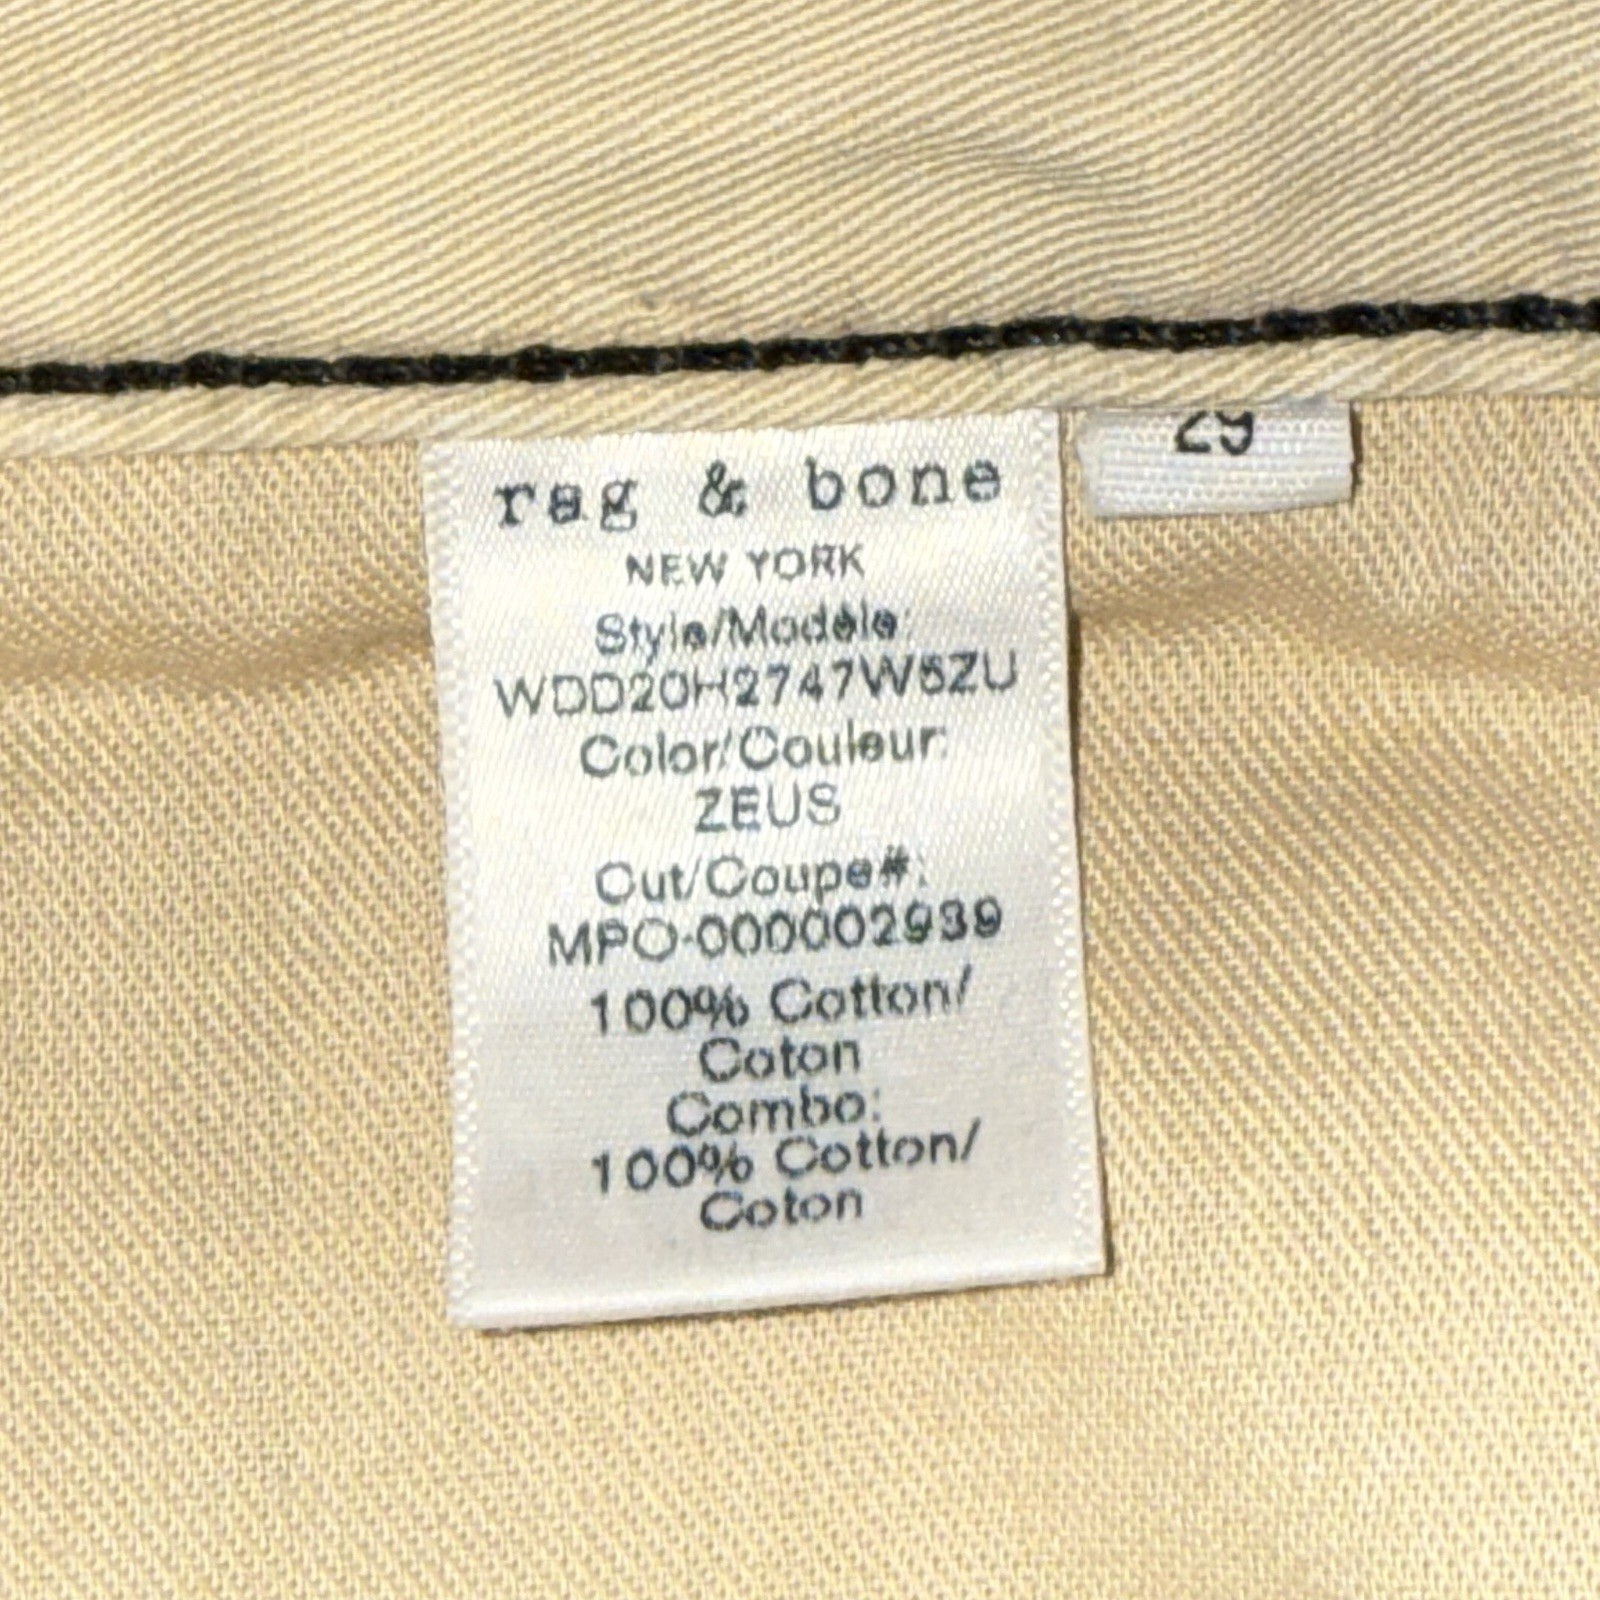 rag & bone
NEW YORK
Style/Modèle:
WDD20H2747W5ZU
Color/Couleur:
ZEUS
Cut/Coupe#:
MPO-000002939
100% Cotton/
Coton
Combo:
100% Cotton/
Coton
29